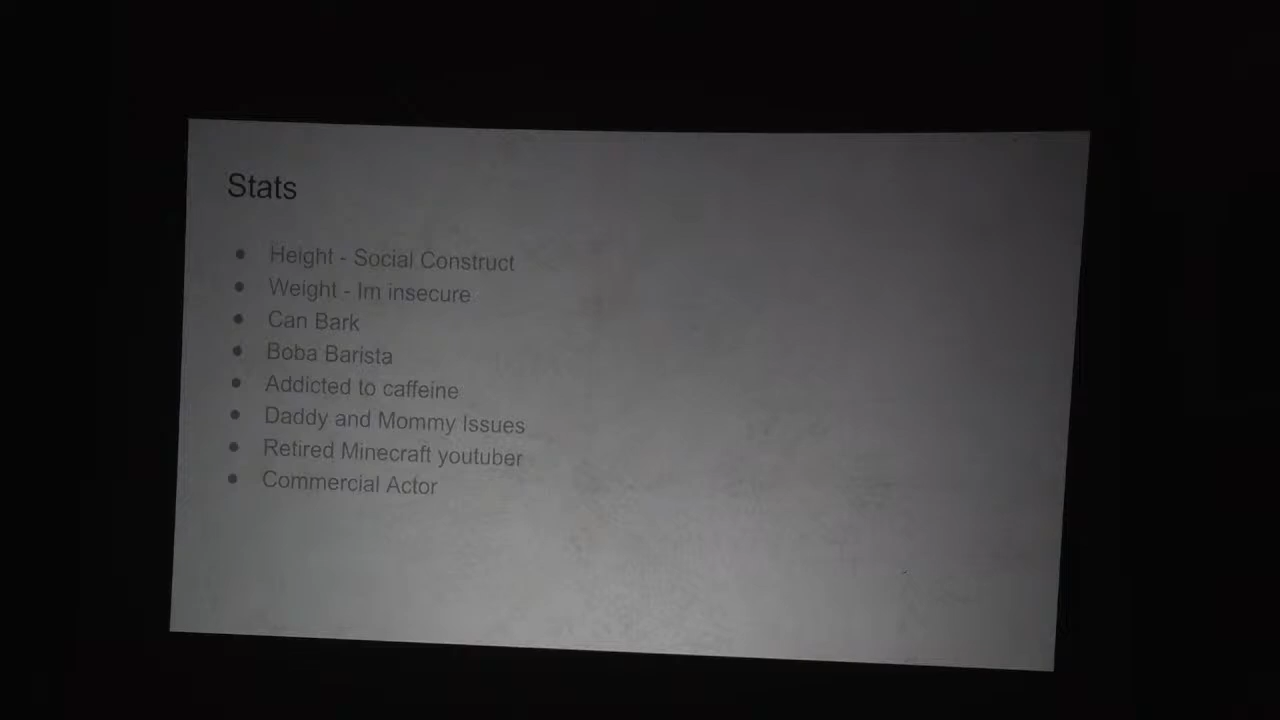 Stats
● Height - Social Construct
● Weight - Im insecure
● Can Bark
● Boba Barista
● Addicted to caffeine
● Daddy and Mommy Issues
● Retired Minecraft youtuber
● Commercial Actor